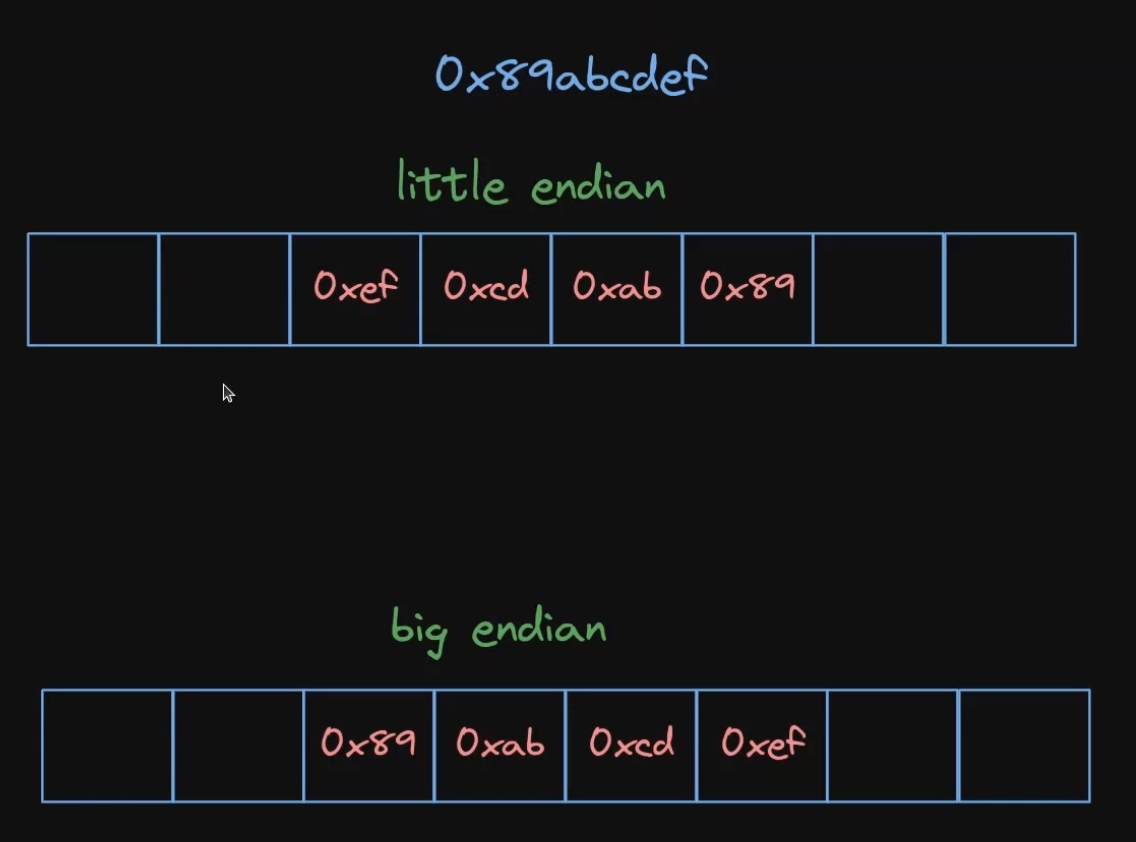 0x89abcdef
little endian
0xef 0xcd 0xab 0x89
big endian
0x89 0xab 0xcd 0xef